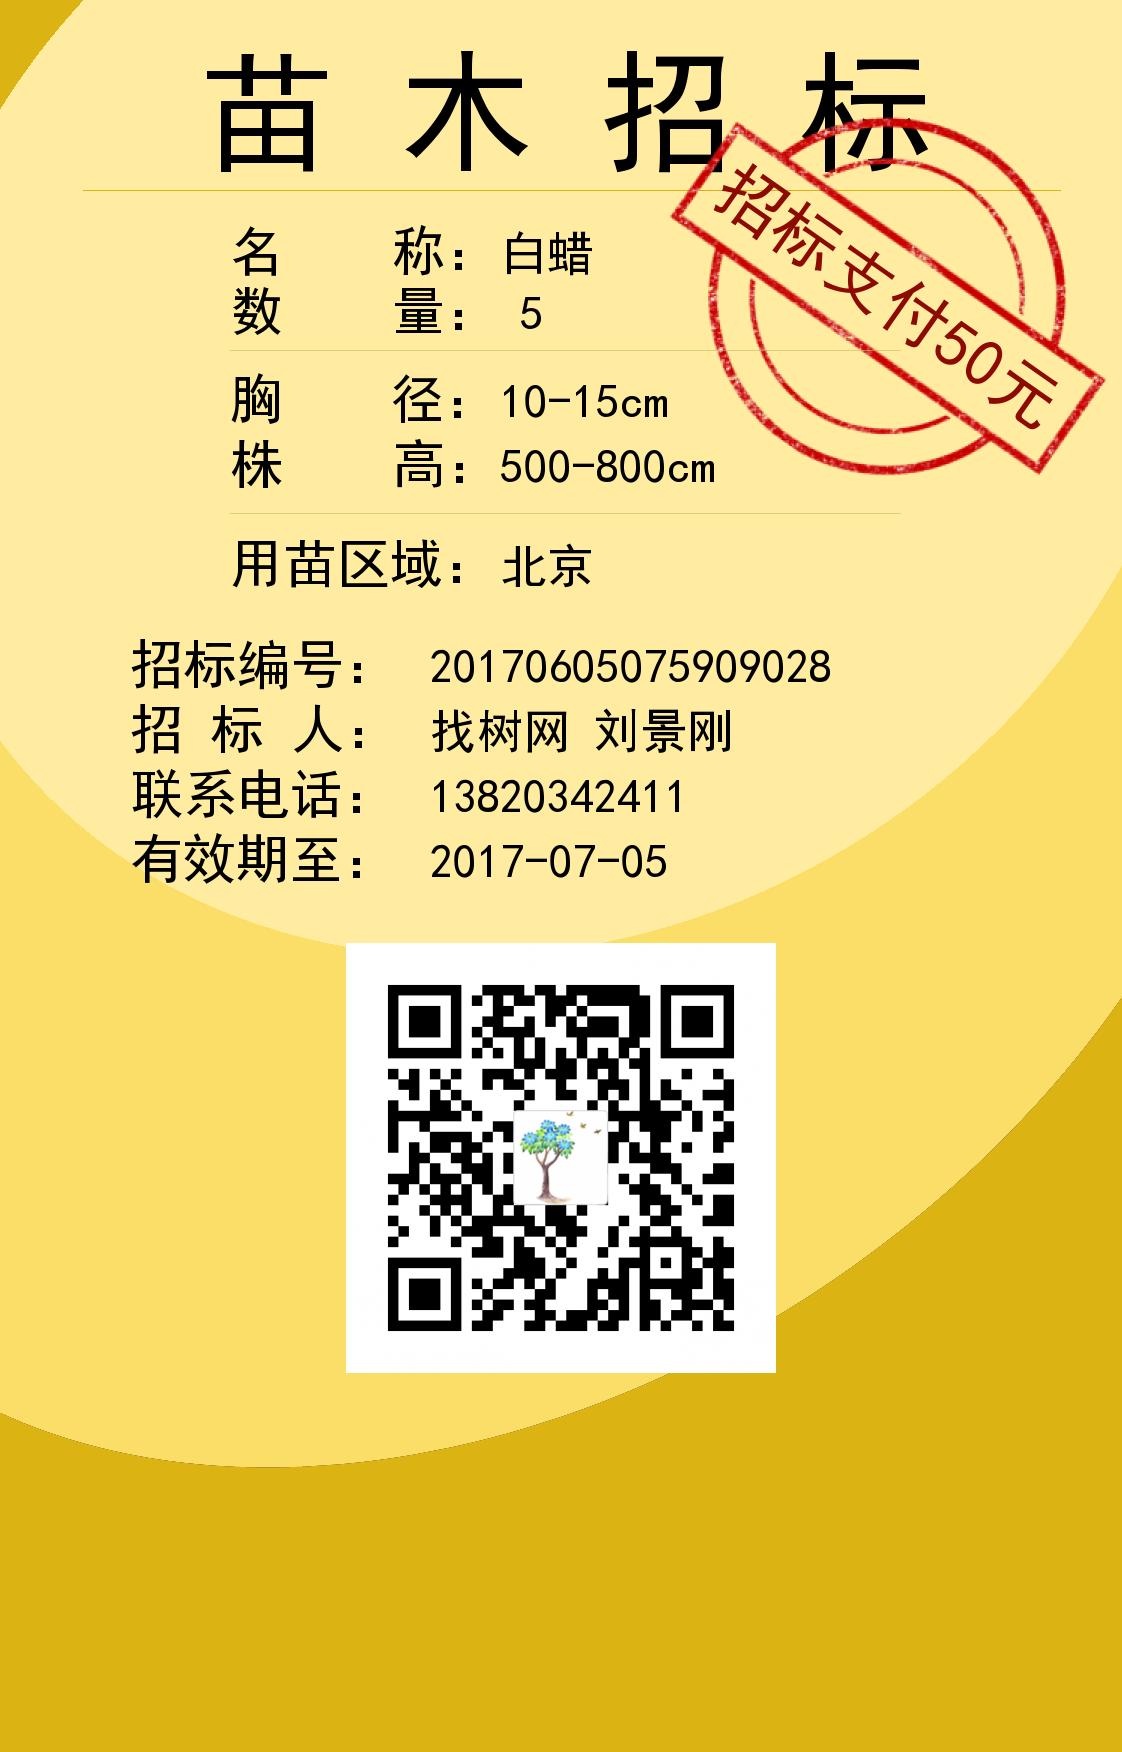 苗木招标
招标支付50元
名称：白蜡
数量：5
胸径：10-15cm
株高：500-800cm
用苗区域：北京
招标编号：20170605075909028
招标人：找树网 刘景刚
联系电话：13820342411
有效期至：2017-07-05